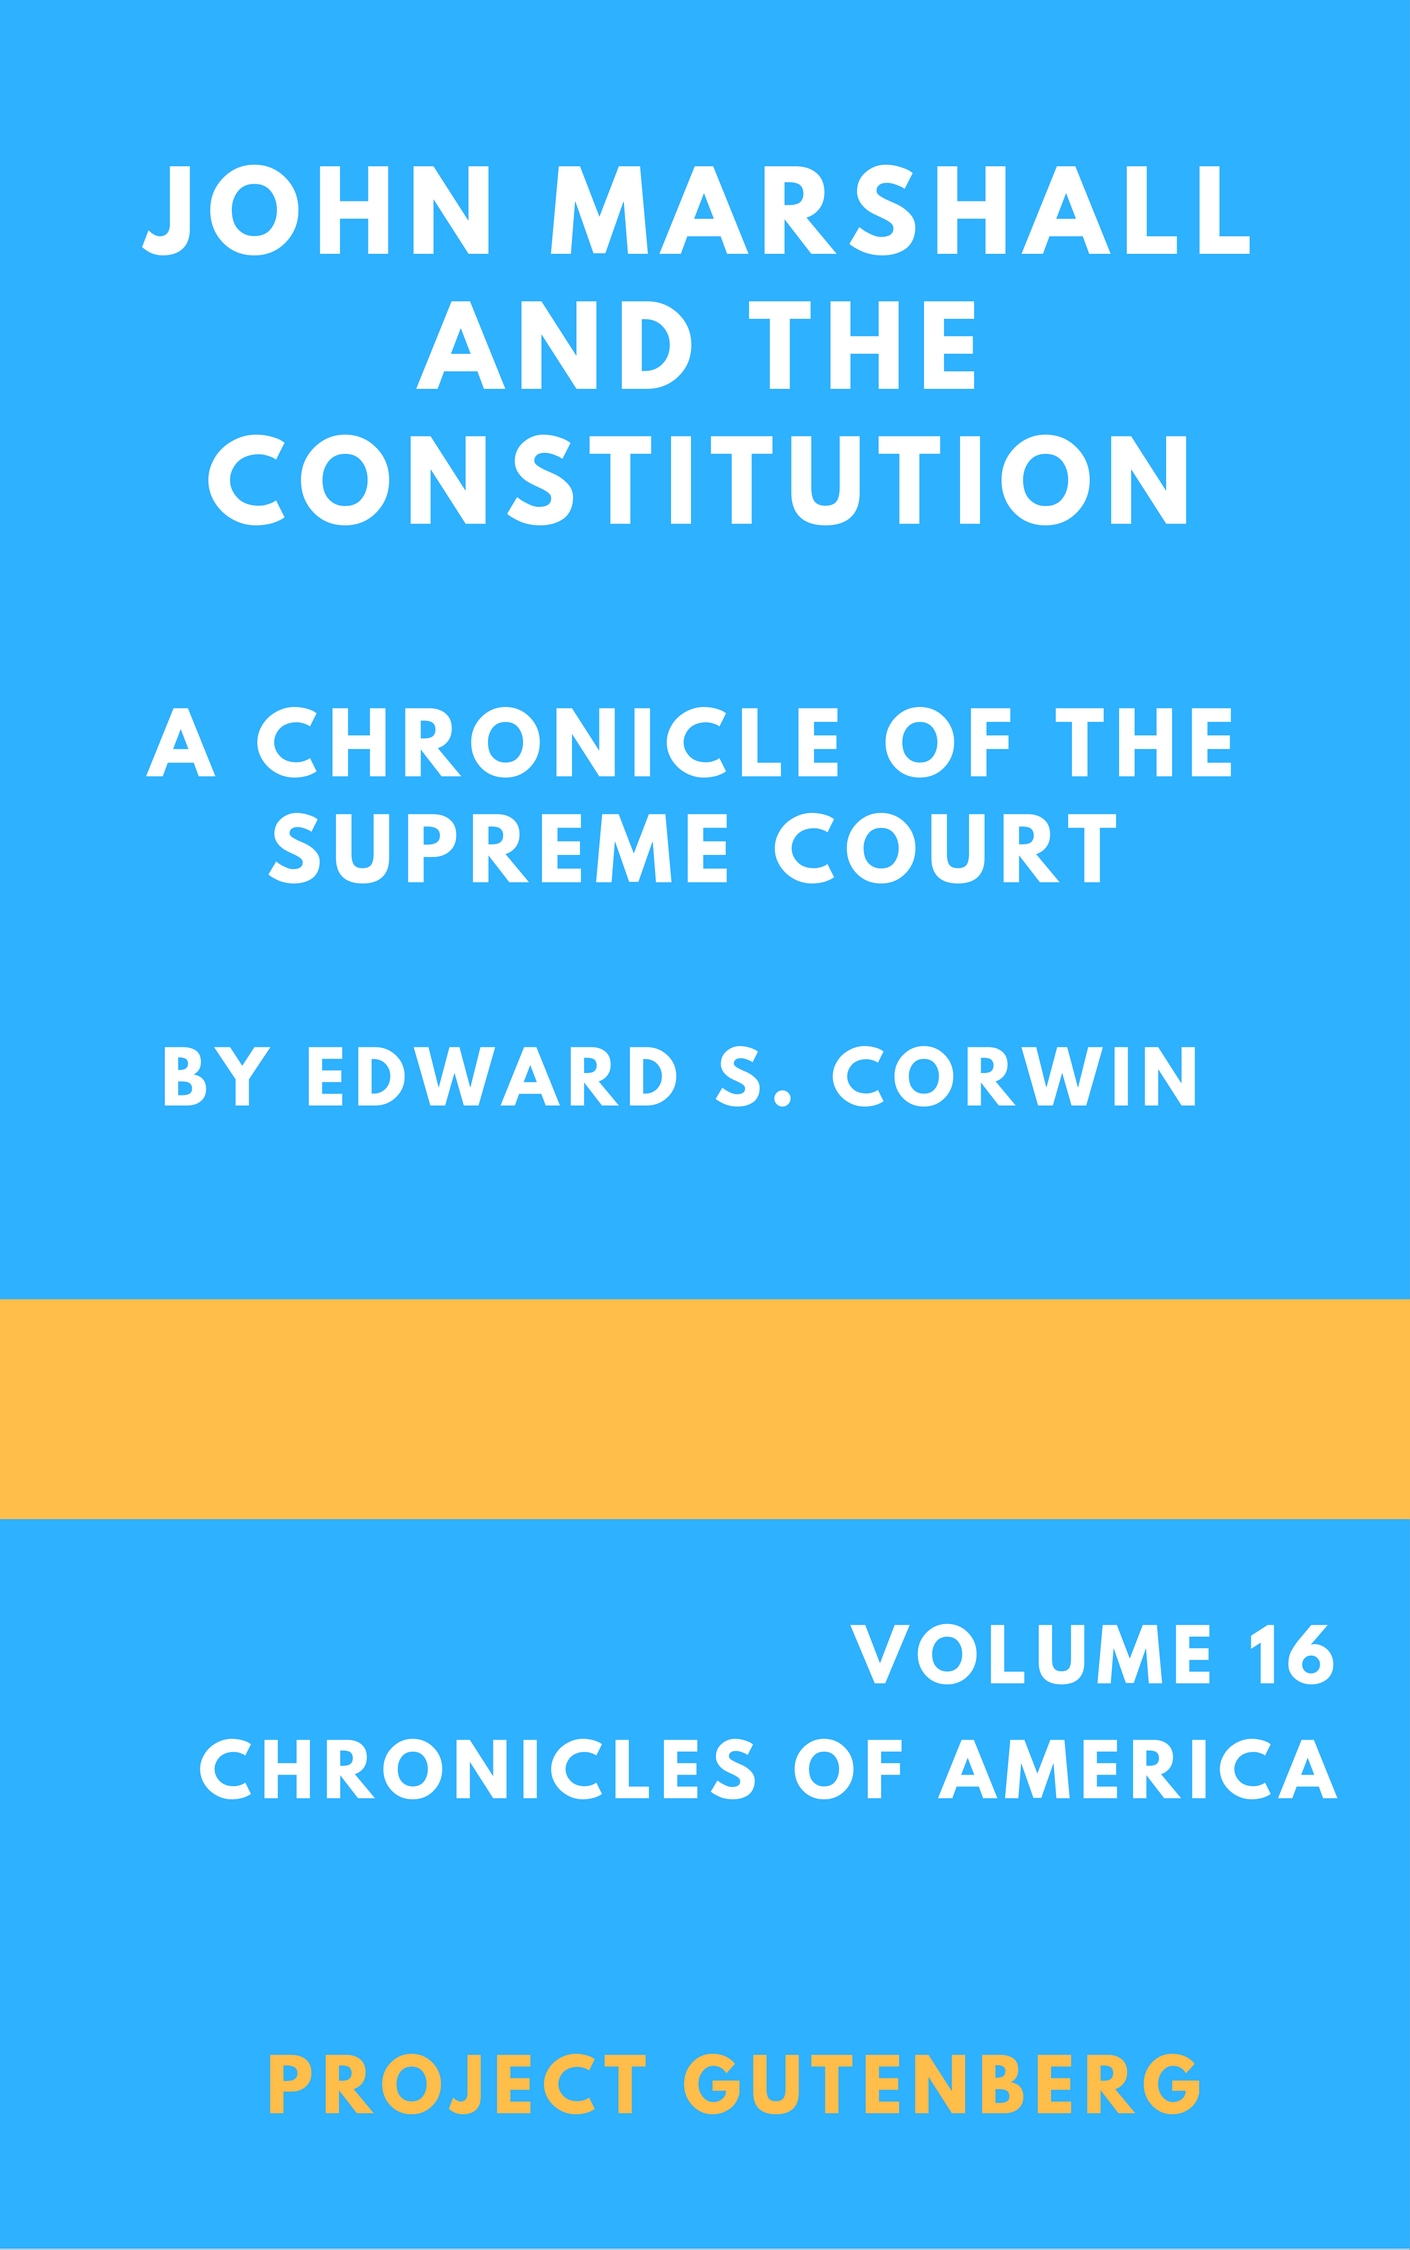 JOHN MARSHALL
AND THE
CONSTITUTION
A CHRONICLE OF THE
SUPREME COURT
BY EDWARD S. CORWIN
VOLUME 16
CHRONICLES OF AMERICA
PROJECT GUTENBERG